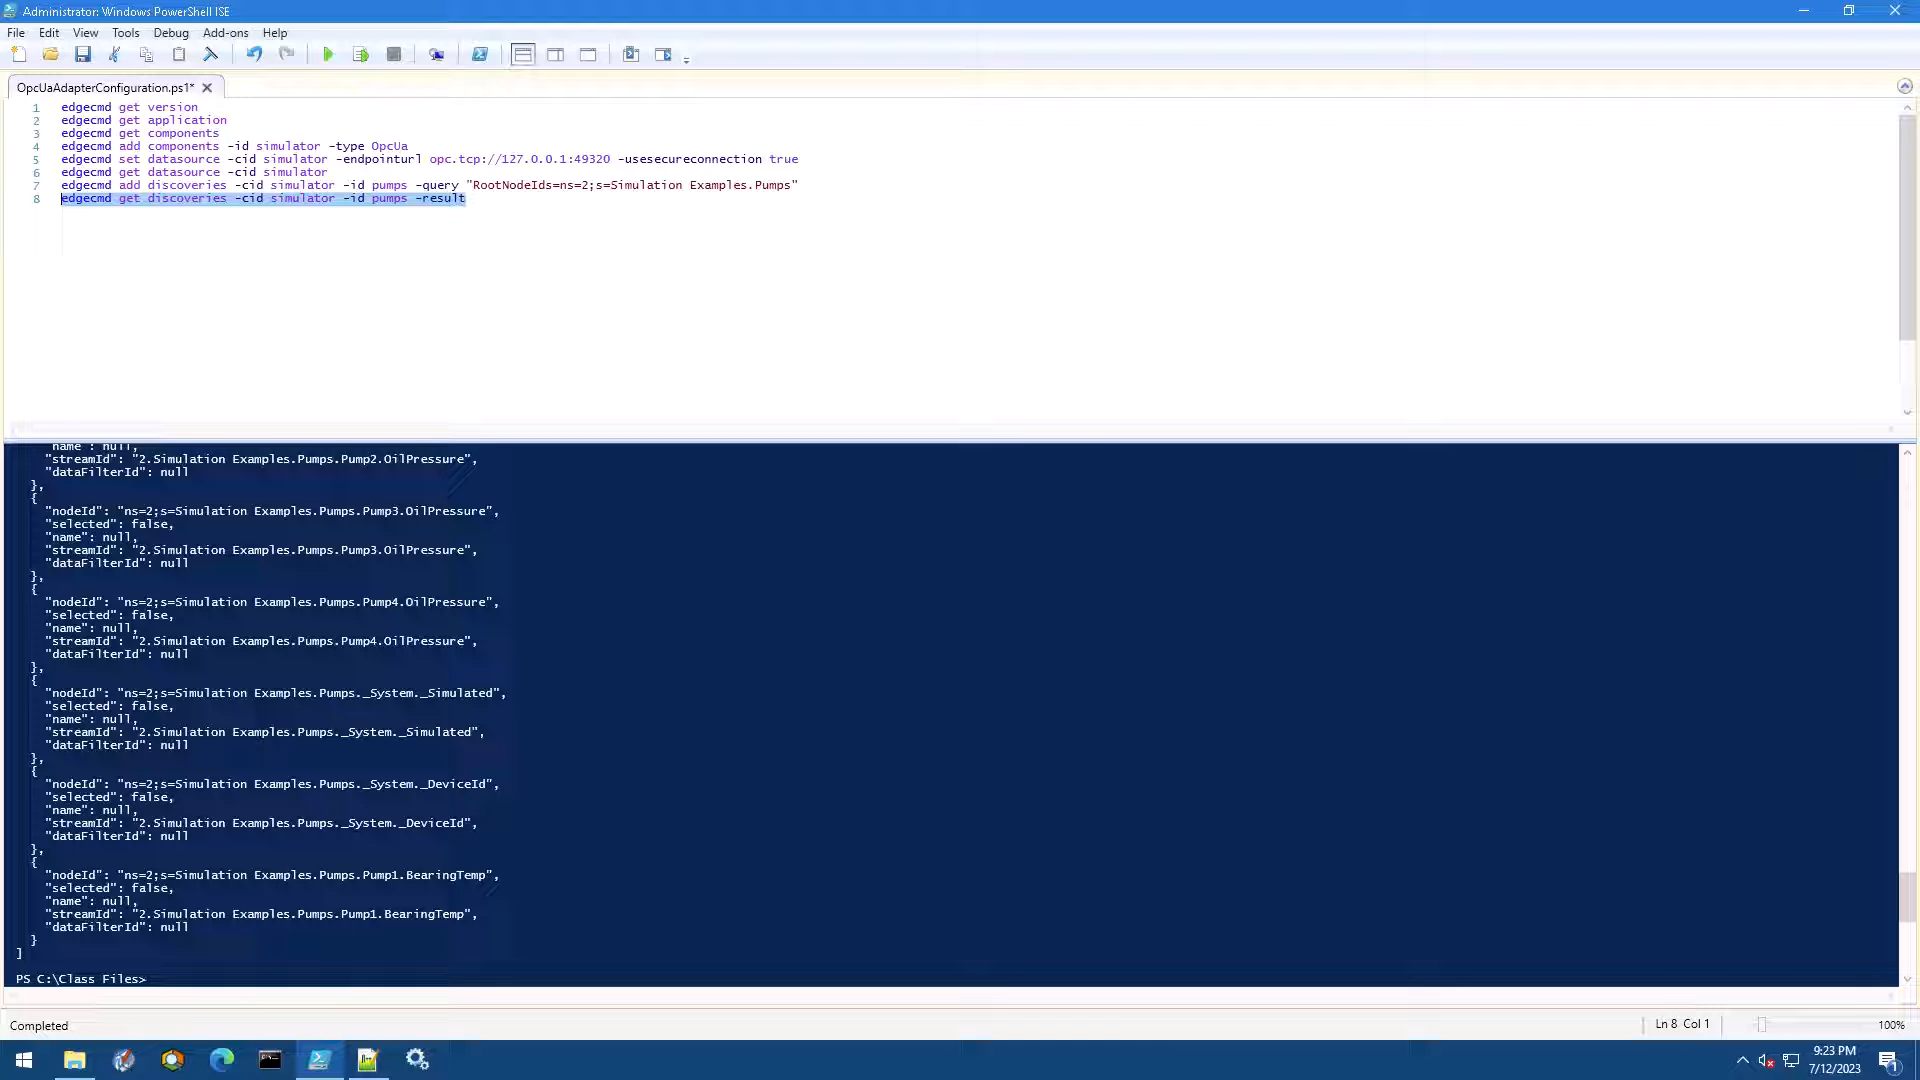 Administrator: Windows PowerShell ISE
File Edit View Tools Debug Add-ons Help
OpcUaAdapterConfiguration.ps1*
1 edgecmd get version
2 edgecmd get application
3 edgecmd get components
4 edgecmd add components -id simulator -type OpcUa
5 edgecmd set datasource -cid simulator -endpointurl opc.tcp://127.0.0.1:49320 -usesecureconnection true
6 edgecmd get datasource -cid simulator
7 edgecmd add discoveries -cid simulator -id pumps -query "RootNodeIds=ns=2;s=Simulation Examples.Pumps"
8 edgecmd get discoveries -cid simulator -id pumps -result
"name": null,
"streamId": "2.Simulation Examples.Pumps.Pump2.OilPressure",
"dataFilterId": null
},
{
"nodeId": "ns=2;s=Simulation Examples.Pumps.Pump3.OilPressure",
"selected": false,
"name": null,
"streamId": "2.Simulation Examples.Pumps.Pump3.OilPressure",
"dataFilterId": null
},
{
"nodeId": "ns=2;s=Simulation Examples.Pumps.Pump4.OilPressure",
"selected": false,
"name": null,
"streamId": "2.Simulation Examples.Pumps.Pump4.OilPressure",
"dataFilterId": null
},
{
"nodeId": "ns=2;s=Simulation Examples.Pumps._System._Simulated",
"selected": false,
"name": null,
"streamId": "2.Simulation Examples.Pumps._System._Simulated",
"dataFilterId": null
},
{
"nodeId": "ns=2;s=Simulation Examples.Pumps._System._DeviceId",
"selected": false,
"name": null,
"streamId": "2.Simulation Examples.Pumps._System._DeviceId",
"dataFilterId": null
},
{
"nodeId": "ns=2;s=Simulation Examples.Pumps.Pump1.BearingTemp",
"selected": false,
"name": null,
"streamId": "2.Simulation Examples.Pumps.Pump1.BearingTemp",
"dataFilterId": null
}
]
PS C:\Class Files>
Completed Ln 8 Col 1 100%
9:23 PM
7/12/2023
1